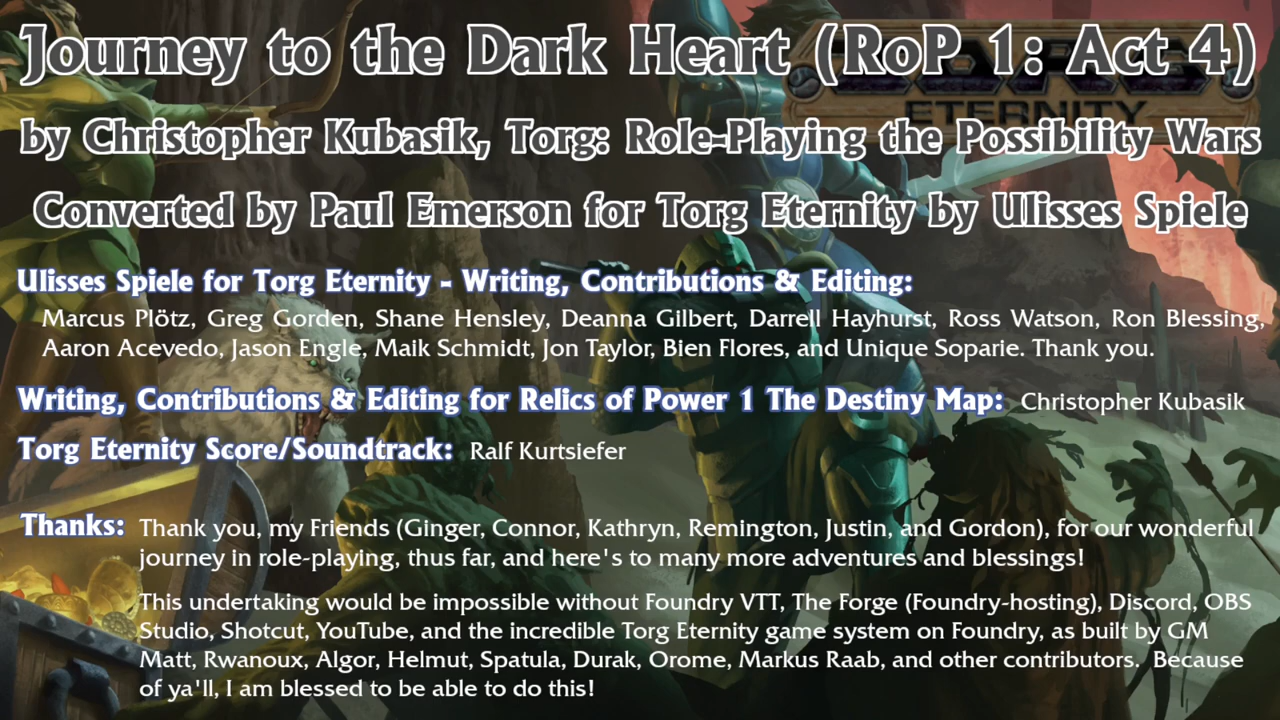 Journey to the Dark Heart (RoP 1: Act 4)
ETERNITY
by Christopher Kubasik, Torg: Role-Playing the Possibility Wars
Converted by Paul Emerson for Torg Eternity by Ulisses Spiele
Ulisses Spiele for Torg Eternity - Writing, Contributions & Editing:
Marcus Plötz, Greg Gorden, Shane Hensley, Deanna Gilbert, Darrell Hayhurst, Ross Watson, Ron Blessing,
Aaron Acevedo, Jason Engle, Maik Schmidt, Jon Taylor, Bien Flores, and Unique Soparie. Thank you.
Writing, Contributions & Editing for Relics of Power 1 The Destiny Map: Christopher Kubasik
Torg Eternity Score/Soundtrack: Ralf Kurtsiefer
Thanks: Thank you, my Friends (Ginger, Connor, Kathryn, Remington, Justin, and Gordon), for our wonderful
journey in role-playing, thus far, and here's to many more adventures and blessings!
This undertaking would be impossible without Foundry VTT, The Forge (Foundry-hosting), Discord, OBS
Studio, Shotcut, YouTube, and the incredible Torg Eternity game system on Foundry, as built by GM
Matt, Rwanoux, Algor, Helmut, Spatula, Durak, Orome, Markus Raab, and other contributors.  Because
of ya'll, I am blessed to be able to do this!